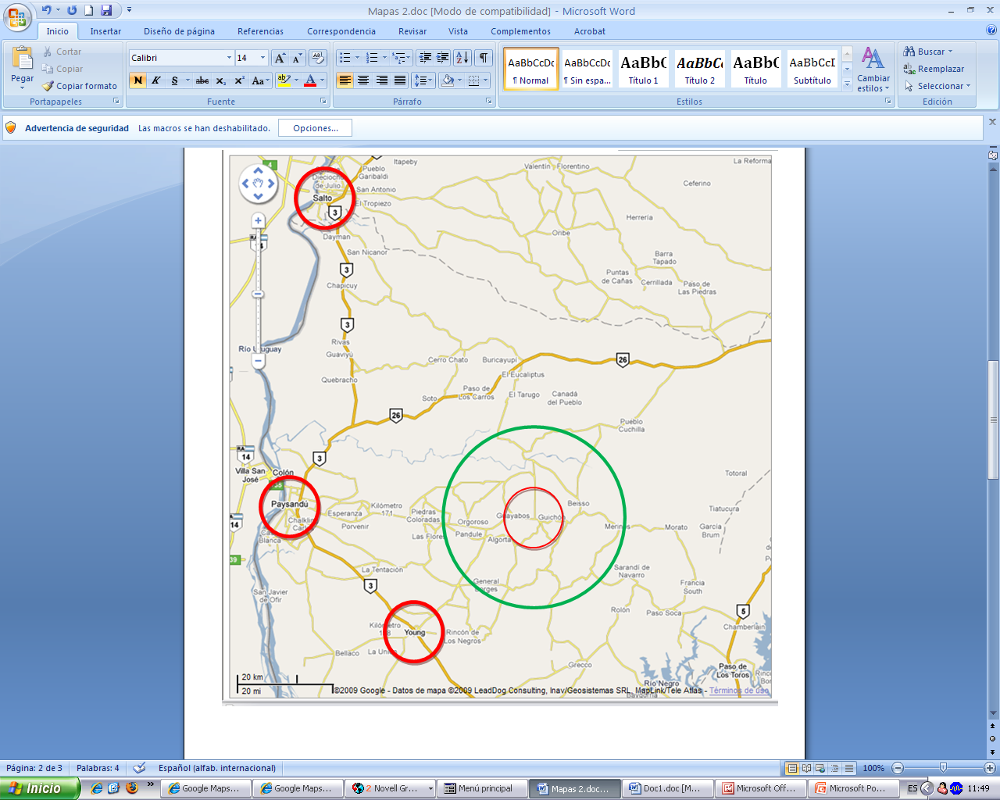 Mapas 2.doc [Modo de compatibilidad] - Microsoft Word
Inicio Insertar Diseño de página Referencias Correspondencia Revisar Vista Complementos Acrobat
Pegar
Cortar
Copiar
Copiar formato
Portapapeles
Calibri 14
N K S abc x₂ x² Aa
Fuente
Párrafo
AaBbCcDc AaBbCcDc AaBbC AaBbCc AaBbC AaBbCcI
¶ Normal ¶ Sin espa... Título 1 Título 2 Título Subtítulo
Estilos
Cambiar estilos
Buscar
Reemplazar
Seleccionar
Edición
Advertencia de seguridad Las macros se han deshabilitado. Opciones...
Itapeby
Pueblo
Garibaldi
Valentín Florentino
La Reforma
4
Dieciocho
de Julio
San Antonio
Ceferino
Salto
El Tropiezo
3
Herrería
Dayman
Oribe
San Nicanor
Barra
Tapado
3
Puntas
de Cañas
Cerrillada
Paso de
Las Piedras
Chapicuy
3
Rivas
Río Uruguay
Guaviyú
Cerro Chato
Buricayupí
26
Quebracho
El Eucaliptus
Soto
Paso de
Los Carros
El Tarugo
Canadá
del Pueblo
26
Pueblo
Cuchilla
14
3
Villa San
José
Colón
Totoral
Paysandú
Beisso
Kilómetro
171
Esperanza
Piedras
Coloradas
Guayabos
Guichón
Tiatucura
Chalkling
Porvenir
Orgoroso
14
Merinos
Morato
García
Brum
Casa
Blanca
Las Flores
Pandule
Algorta
39
La Tentación
Sarandí de
Navarro
3
General
Borges
Francia
South
San Javier
de Ofir
Rolón
Paso Soca
5
Kilómetro
Young
Rincón de
Los Negros
Chamberlain
Bellaco
La Unión
Grecco
Paso de
Los Toros
20 km
20 mi
Río Negro
Baygorria
©2009 Google - Datos de mapa ©2009 LeadDog Consulting, Inav/Geosistemas SRL, MapLink/Tele Atlas - Términos de uso
Página: 2 de 3 Palabras: 4 Español (alfab. internacional) 100%
Inicio » Google Maps... Google Maps... 2 Novell Gr... Menú principal Mapas 2.doc... Doc1.doc [M... Microsoft Off... Microsoft Po... ES 11:49